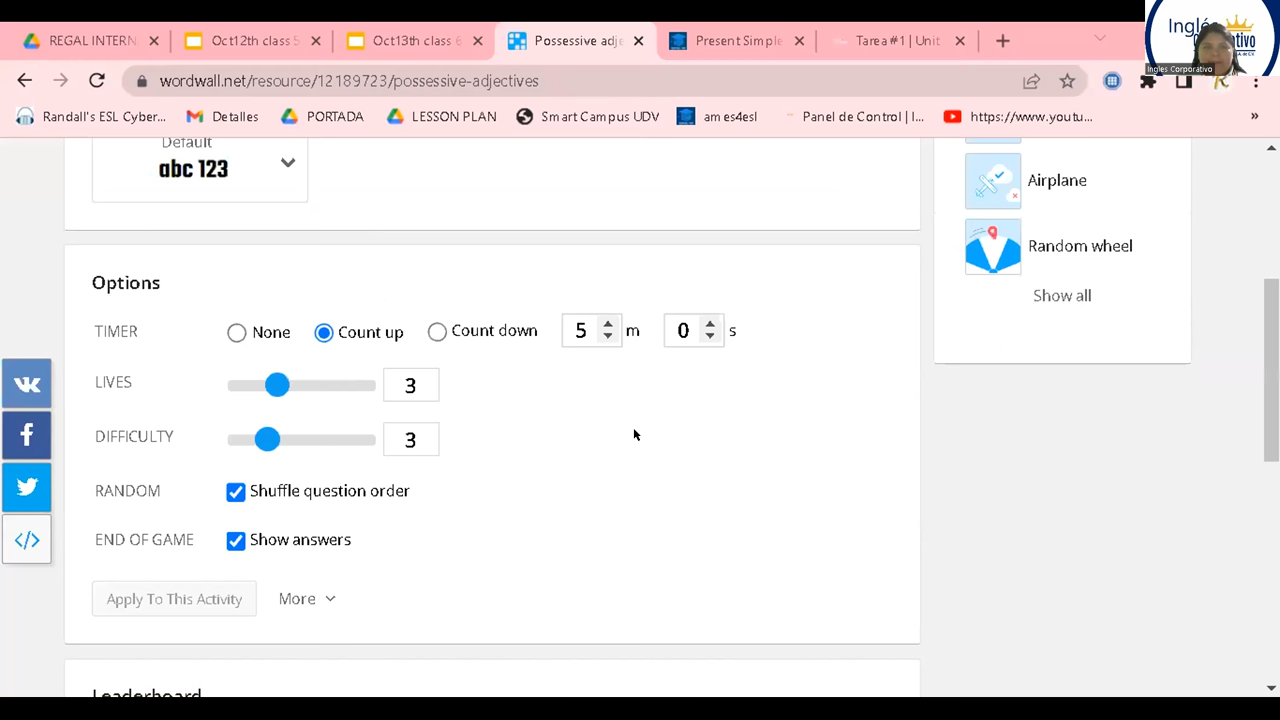 REGAL INTERN
Oct12th class 5
Oct13th class 6
Possessive adje
Present Simple
Tarea #1 | Unit
wordwall.net/resource/12189723/possessive-adjectives
Randall's ESL Cyber...
Detalles
PORTADA
LESSON PLAN
Smart Campus UDV
ames4esl
Panel de Control | I...
https://www.youtu...
»
Inglés
Ingles Corporativo
Default
abc 123
Airplane
Random wheel
Show all
Options
TIMER
None
Count up
Count down
5 m
0 s
LIVES
3
DIFFICULTY
3
RANDOM
Shuffle question order
END OF GAME
Show answers
Apply To This Activity
More
Leaderboard